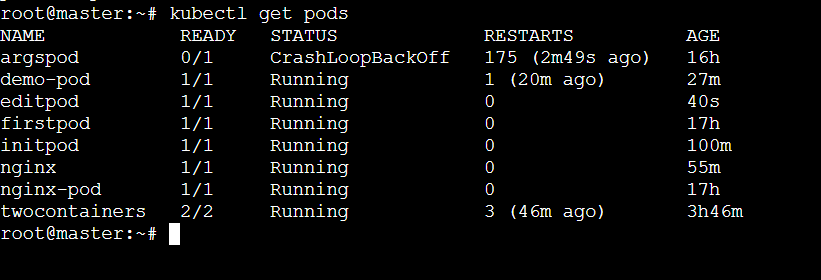 root@master:~# kubectl get pods
NAME READY STATUS RESTARTS AGE
argspod 0/1 CrashLoopBackOff 175 (2m49s ago) 16h
demo-pod 1/1 Running 1 (20m ago) 27m
editpod 1/1 Running 0 40s
firstpod 1/1 Running 0 17h
initpod 1/1 Running 0 100m
nginx 1/1 Running 0 55m
nginx-pod 1/1 Running 0 17h
twocontainers 2/2 Running 3 (46m ago) 3h46m
root@master:~#